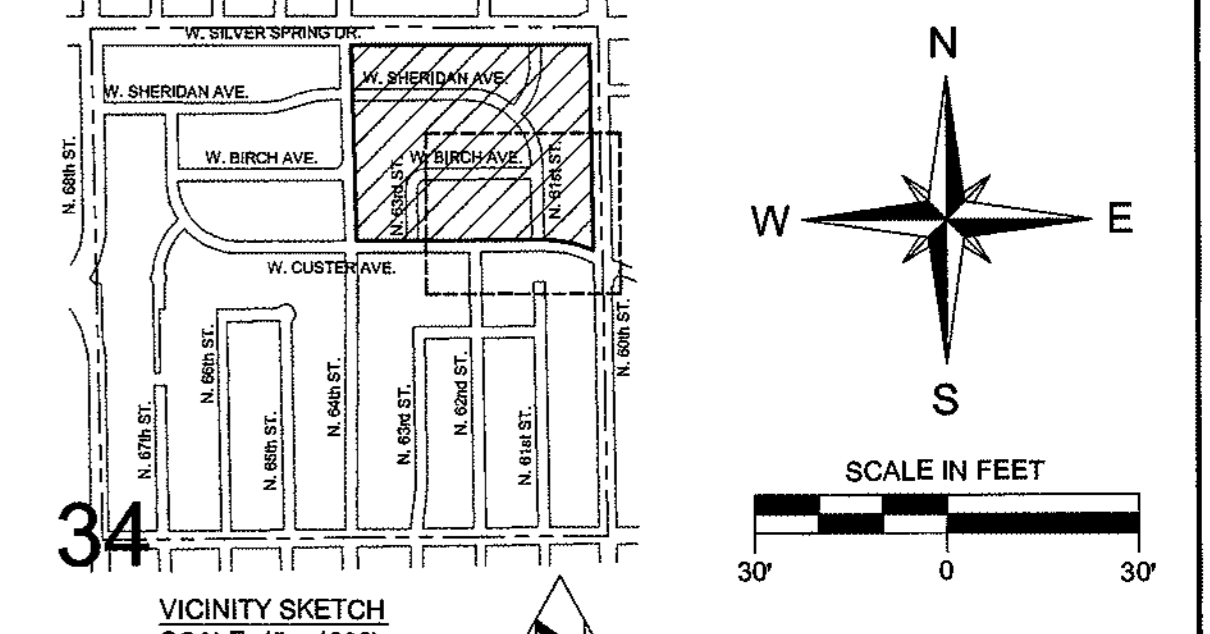 W. SILVER SPRING DR.
W. SHERIDAN AVE.
W. SHERIDAN AVE.
W. BIRCH AVE.
W. BIRCH AVE.
N. 68th ST.
N. 63rd ST.
N. 61st ST.
W. CUSTER AVE.
N. 60th ST.
N. 66th ST.
N. 64th ST.
N. 62nd ST.
N. 63rd ST.
N. 67th ST.
N. 65th ST.
N. 61st ST.
34
VICINITY SKETCH
N
W
E
S
SCALE IN FEET
30' 0 30'